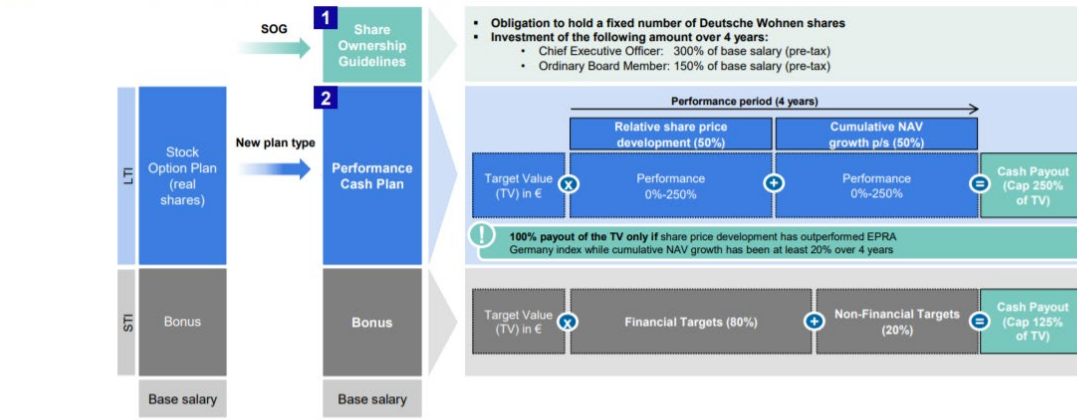 SOG
1
Share
Ownership
Guidelines
▪ Obligation to hold a fixed number of Deutsche Wohnen shares
▪ Investment of the following amount over 4 years:
• Chief Executive Officer: 300% of base salary (pre-tax)
• Ordinary Board Member: 150% of base salary (pre-tax)
LTI
Stock
Option Plan
(real
shares)
New plan type
2
Performance
Cash Plan
Performance period (4 years)
Relative share price
development (50%)
Cumulative NAV
growth p/s (50%)
Target Value
(TV) in €
x
Performance
0%-250%
+
Performance
0%-250%
=
Cash Payout
(Cap 250%
of TV)
!
100% payout of the TV only if share price development has outperformed EPRA
Germany index while cumulative NAV growth has been at least 20% over 4 years
STI
Bonus
Bonus
Target Value
(TV) in €
x
Financial Targets (80%)
+
Non-Financial Targets
(20%)
=
Cash Payout
(Cap 125%
of TV)
Base salary
Base salary